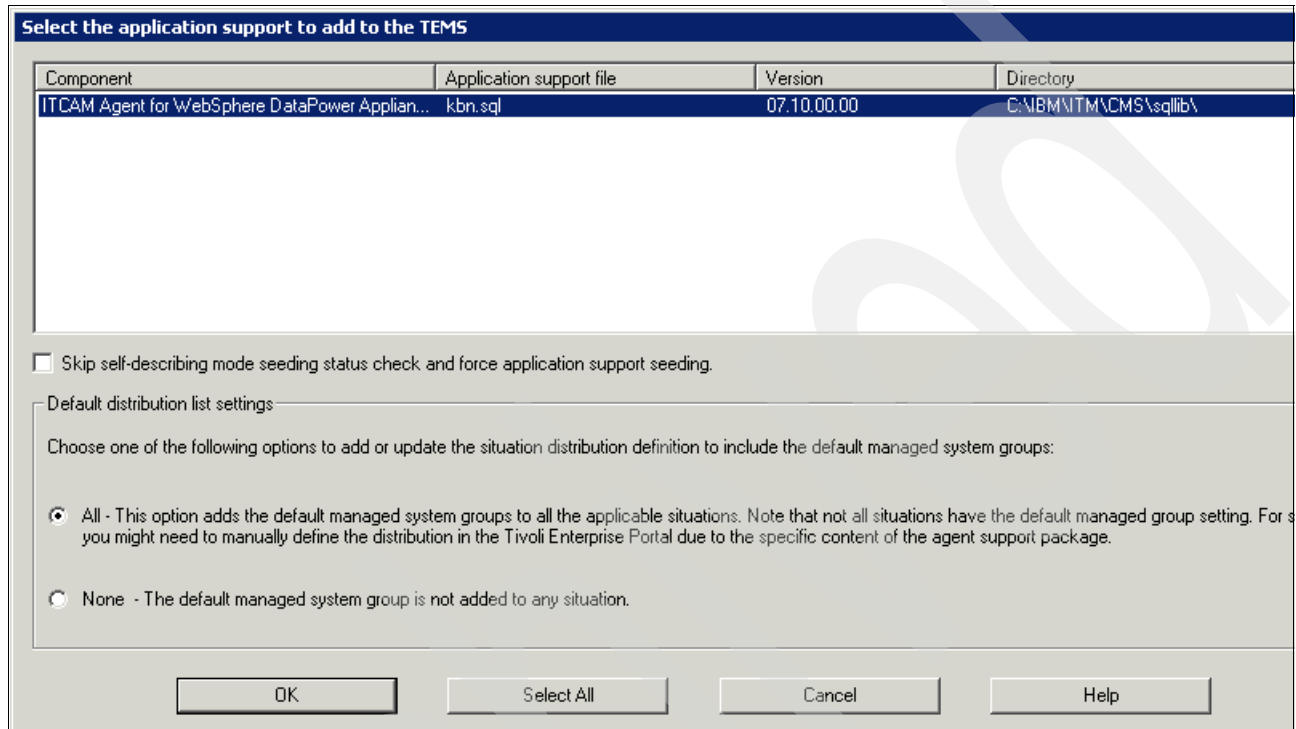 Select the application support to add to the TEMS
Component Application support file Version Directory
ITCAM Agent for WebSphere DataPower Applian... kbn.sql 07.10.00.00 C:\IBM\ITM\CMS\sqllib\
Skip self-describing mode seeding status check and force application support seeding.
Default distribution list settings
Choose one of the following options to add or update the situation distribution definition to include the default managed system groups:
All - This option adds the default managed system groups to all the applicable situations. Note that not all situations have the default managed group setting. For s
you might need to manually define the distribution in the Tivoli Enterprise Portal due to the specific content of the agent support package.
None - The default managed system group is not added to any situation.
OK Select All Cancel Help